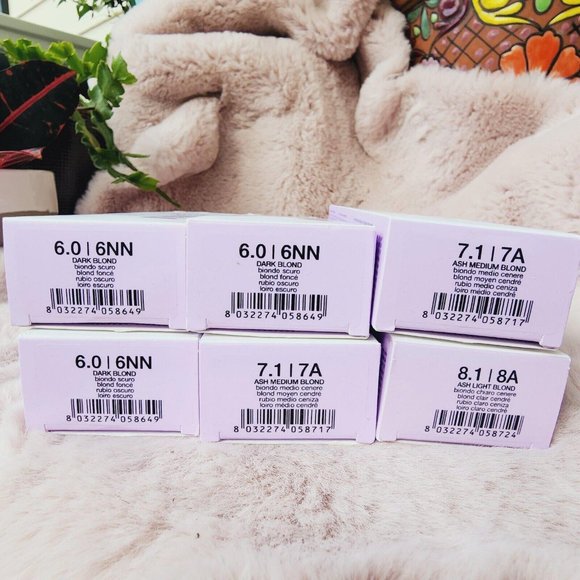 6.0 | 6NN
DARK BLOND
biondo scuro
blond foncé
rubio oscuro
loiro escuro
8 032274 058649
6.0 | 6NN
DARK BLOND
biondo scuro
blond foncé
rubio oscuro
loiro escuro
8 032274 058649
7.1 | 7A
ASH MEDIUM BLOND
biondo medio cenere
blond moyen cendré
rubio medio ceniza
loiro médio cendré
8 032274 058717
6.0 | 6NN
DARK BLOND
biondo scuro
blond foncé
rubio oscuro
loiro escuro
8 032274 058649
7.1 | 7A
ASH MEDIUM BLOND
biondo medio cenere
blond moyen cendré
rubio medio ceniza
loiro médio cendré
8 032274 058717
8.1 | 8A
ASH LIGHT BLOND
biondo chiaro cenere
blond clair cendré
rubio claro ceniza
loiro claro cendré
8 032274 058724